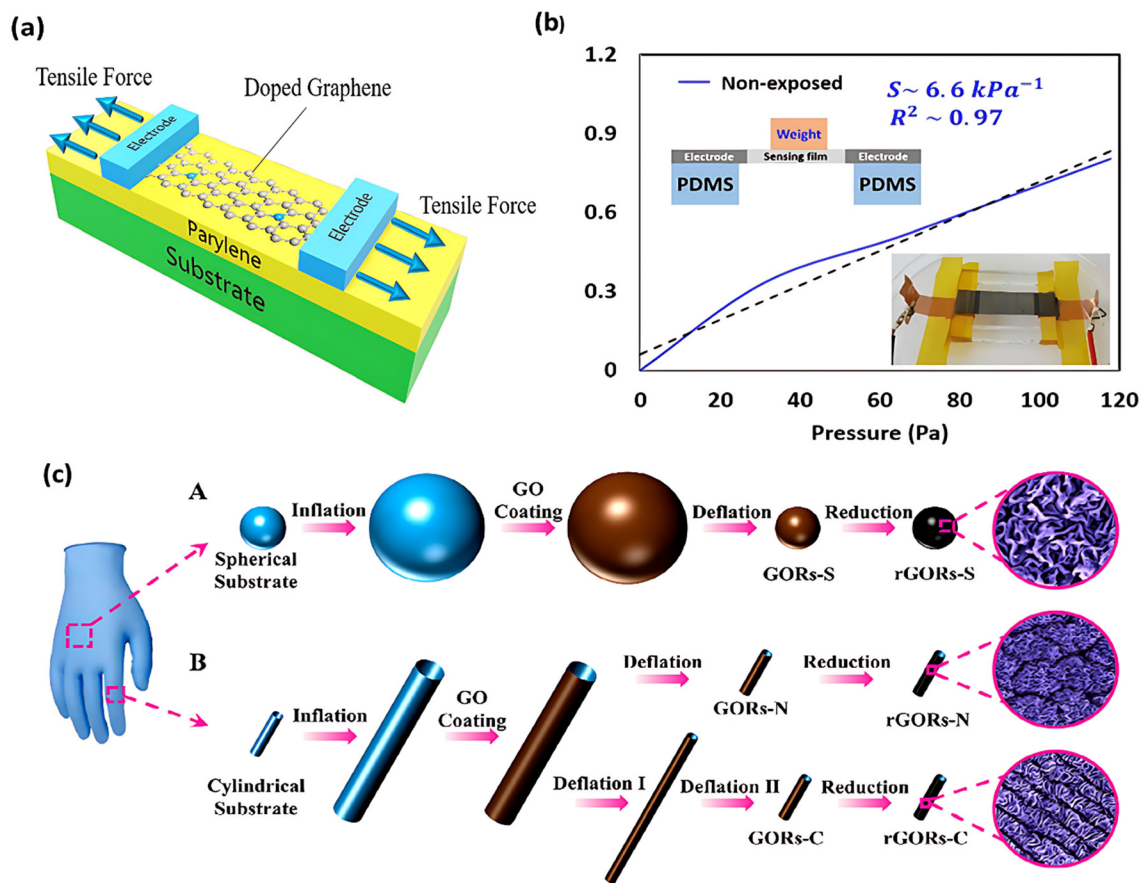 (a)
Tensile Force
Doped Graphene
Electrode
Tensile Force
Electrode
Parylene
Substrate
(b)
1.2
0.9
0.6
0.3
0
Non-exposed
S~ 6.6 kPa⁻¹
R² ~ 0.97
Weight
Electrode
Sensing film
Electrode
PDMS
PDMS
0
20
40
60
80
100
120
Pressure (Pa)
(c)
A
Spherical
Substrate
Inflation
GO
Coating
Deflation
GORs-S
Reduction
rGORs-S
B
Cylindrical
Substrate
Inflation
GO
Coating
Deflation
GORs-N
Reduction
rGORs-N
Deflation I
Deflation II
GORs-C
Reduction
rGORs-C